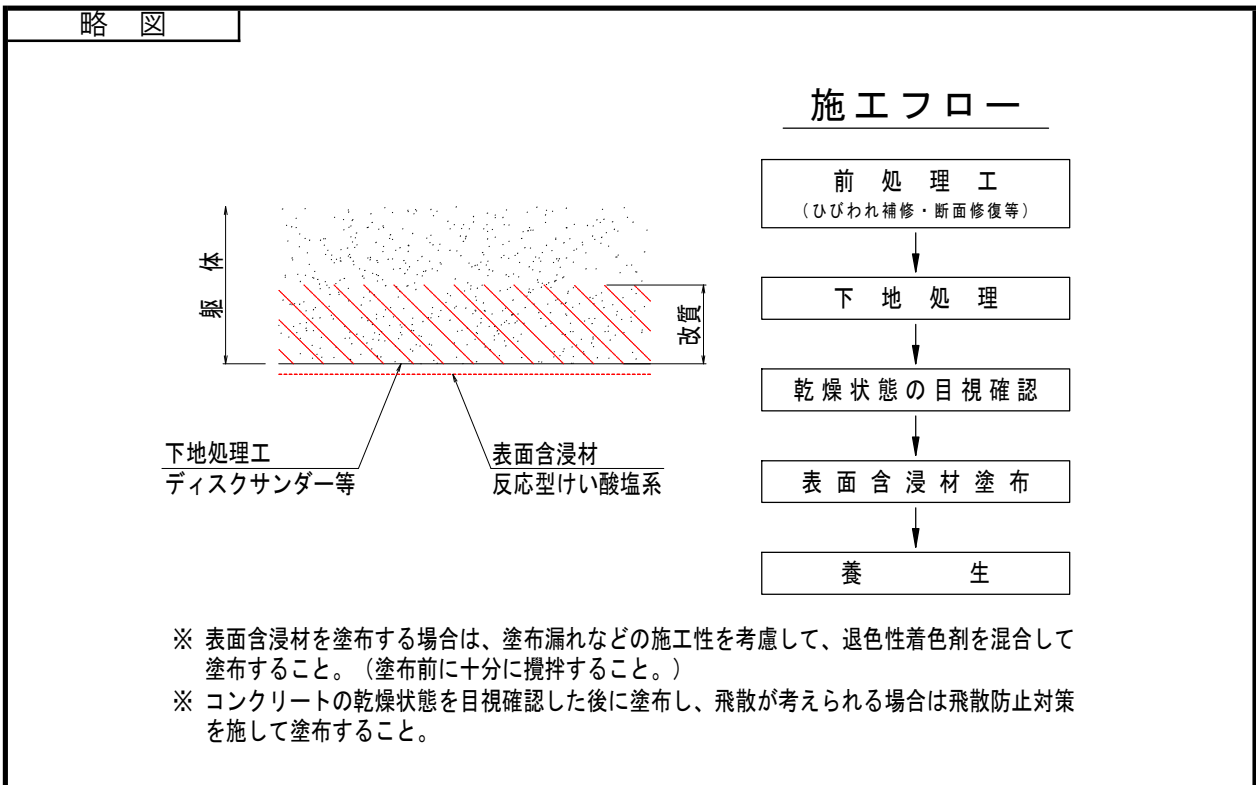 略図
施工フロー
前処理工
（ひびわれ補修・断面修復等）
下地処理
乾燥状態の目視確認
表面含浸材塗布
養生
躯体
改質
下地処理工
ディスクサンダー等
表面含浸材
反応型けい酸塩系
※ 表面含浸材を塗布する場合は、塗布漏れなどの施工性を考慮して、退色性着色剤を混合して
塗布すること。（塗布前に十分に攪拌すること。）
※ コンクリートの乾燥状態を目視確認した後に塗布し、飛散が考えられる場合は飛散防止対策
を施して塗布すること。